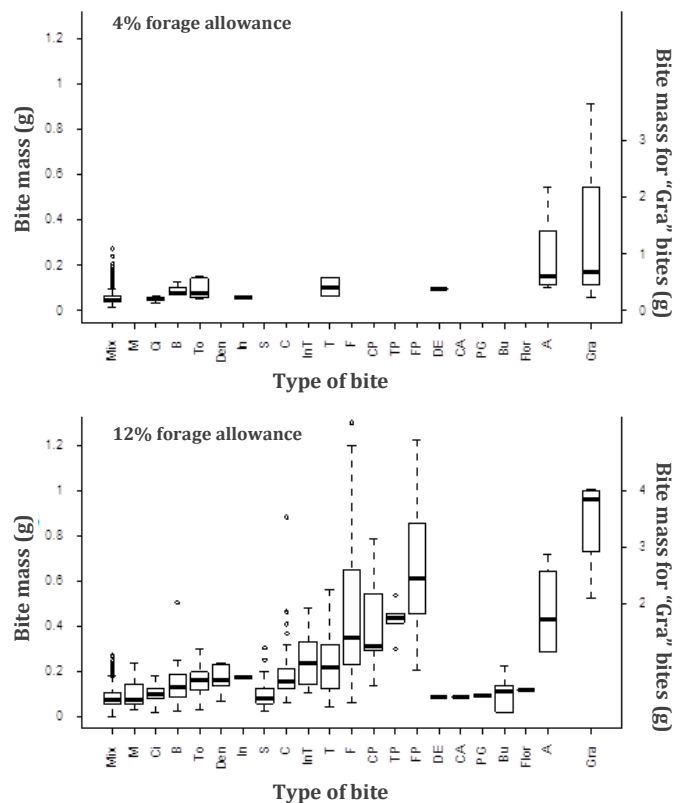 4% forage allowance
1.2
1
0.8
0.6
0.4
0.2
0
Bite mass (g)
3
2
1
0
Bite mass for “Gra” bites (g)
Mix M Ci B To Den In S C InT T F CP TP FP DE CA PG Bu Flor A Gra
Type of bite
12% forage allowance
1.2
1
0.8
0.6
0.4
0.2
0
Bite mass (g)
4
3
2
Bite mass for “Gra” bites (g)
Mix M Ci B To Den In S C InT T F CP TP FP DE CA PG Bu Flor A Gra
Type of bite